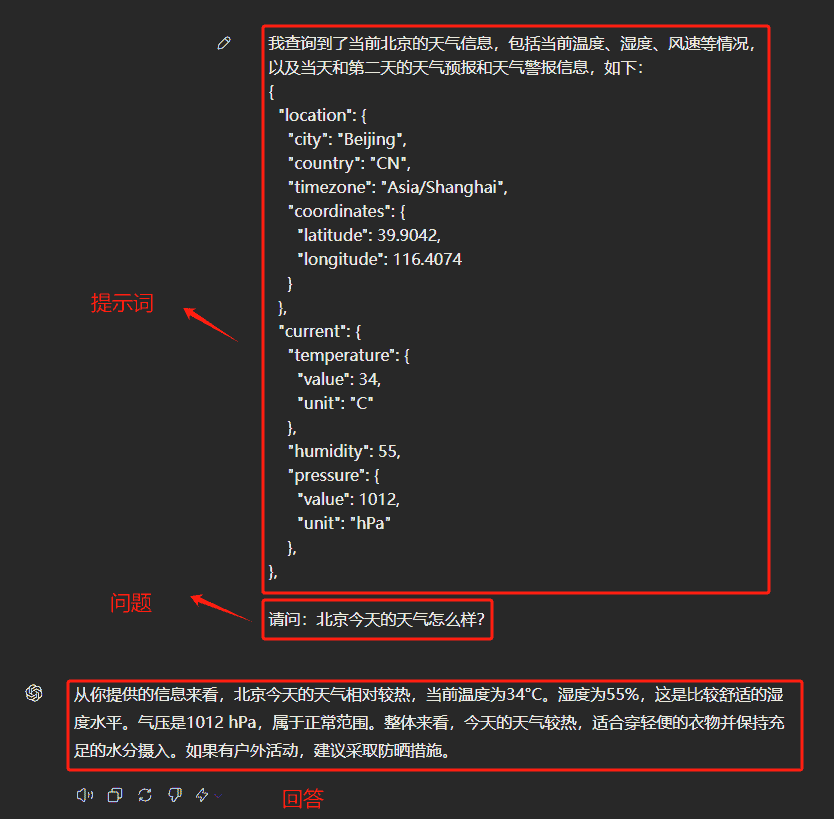 我查询到了当前北京的天气信息，包括当前温度、湿度、风速等情况，
以及当天和第二天的天气预报和天气警报信息，如下：
{
"location": {
"city": "Beijing",
"country": "CN",
"timezone": "Asia/Shanghai",
"coordinates": {
"latitude": 39.9042,
"longitude": 116.4074
}
},
提示词
"current": {
"temperature": {
"value": 34,
"unit": "C"
},
"humidity": 55,
"pressure": {
"value": 1012,
"unit": "hPa"
},
},
问题
请问：北京今天的天气怎么样？
从你提供的信息来看，北京今天的天气相对较热，当前温度为34°C。湿度为55%，这是比较舒适的湿
度水平。气压是1012 hPa，属于正常范围。整体来看，今天的天气较热，适合穿轻便的衣物并保持充
足的水分摄入。如果有户外活动，建议采取防晒措施。
回答